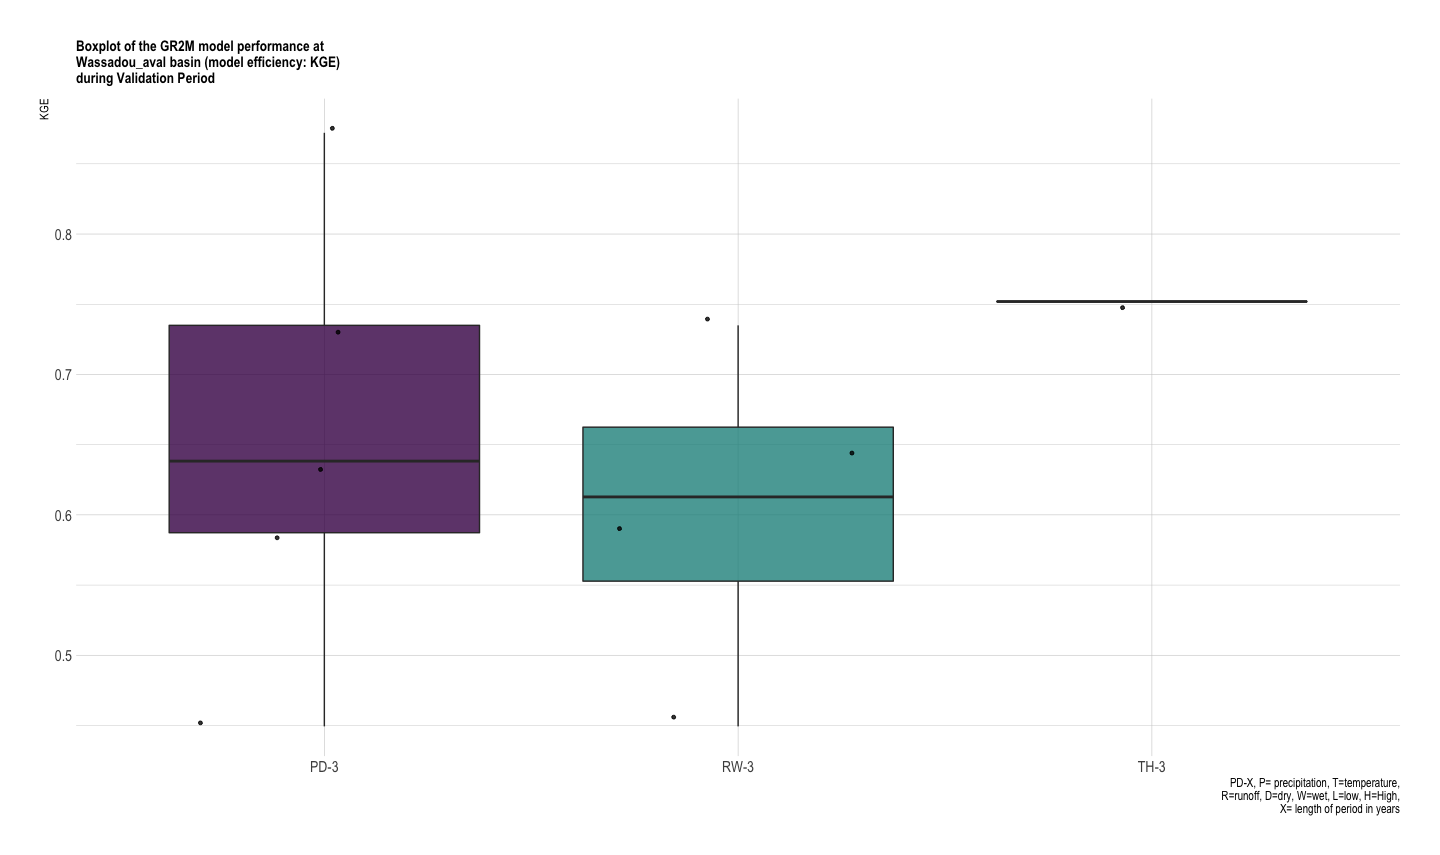 Boxplot of the GR2M model performance at
Wassadou_aval basin (model efficiency: KGE)
during Validation Period
KGE
0.8
0.7
0.6
0.5
PD-3 RW-3 TH-3
PD-X, P= precipitation, T=temperature,
R=runoff, D=dry, W=wet, L=low, H=High,
X= length of period in years